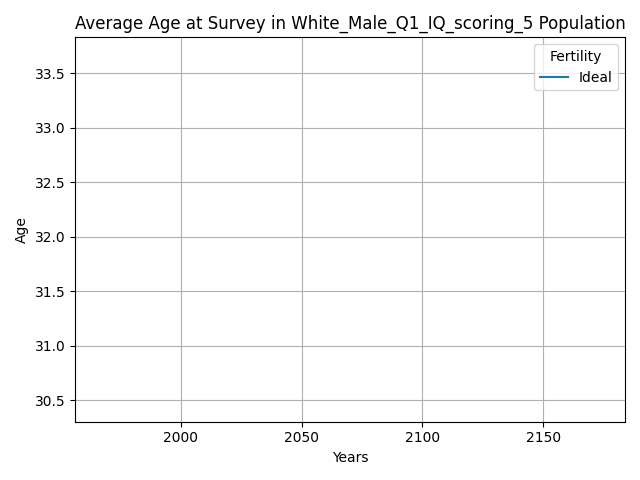 Average Age at Survey in White_Male_Q1_IQ_scoring_5 Population
Fertility
Ideal
33.5
33.0
32.5
32.0
31.5
31.0
30.5
Age
2000 2050 2100 2150
Years